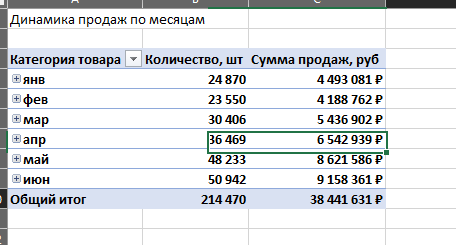 Динамика продаж по месяцам
Категория товара Количество, шт Сумма продаж, руб
янв 24 870 4 493 081 ₽
фев 23 550 4 188 762 ₽
мар 30 406 5 436 902 ₽
апр 36 469 6 542 939 ₽
май 48 233 8 621 586 ₽
июн 50 942 9 158 361 ₽
Общий итог 214 470 38 441 631 ₽